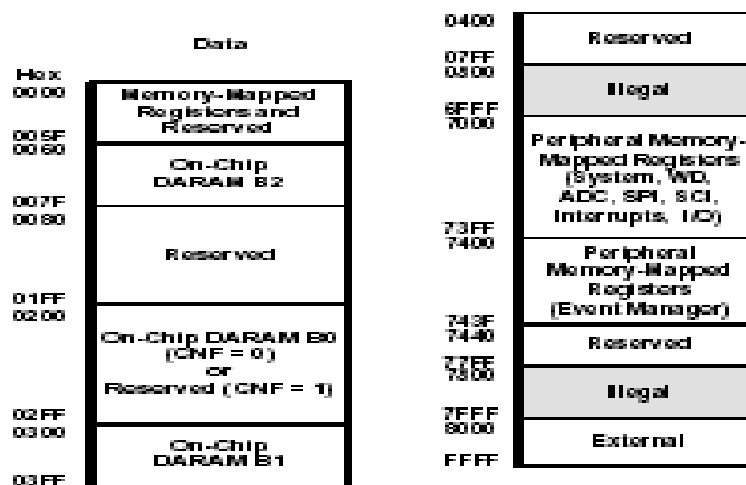 Data
Hex
0000
Memory-Mapped
Registers and
Reserved
005F
0060
On-Chip
DARAM B2
007F
0080
Reserved
01FF
0200
On-Chip DARAM B0
(CNF = 0)
or
Reserved (CNF = 1)
02FF
0300
On-Chip
DARAM B1
03FF
0400
Reserved
07FF
0800
Illegal
6FFF
7000
Peripheral Memory-
Mapped Registers
(System, WD,
ADC, SPI, SCI,
Interrupts, I/O)
73FF
7400
Peripheral
Memory-Mapped
Registers
(Event Manager)
743F
7440
Reserved
77FF
7800
Illegal
7FFF
8000
External
FFFF